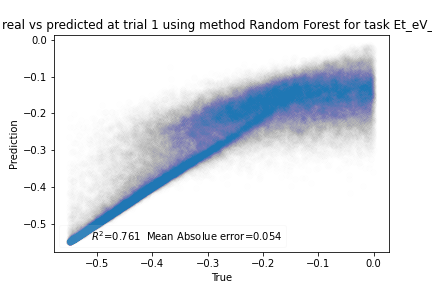 real vs predicted at trial 1 using method Random Forest for task Et_eV_
0.0
−0.1
−0.2
−0.3
−0.4
−0.5
Prediction
R²=0.761 Mean Absolue error=0.054
−0.5 −0.4 −0.3 −0.2 −0.1 0.0
True